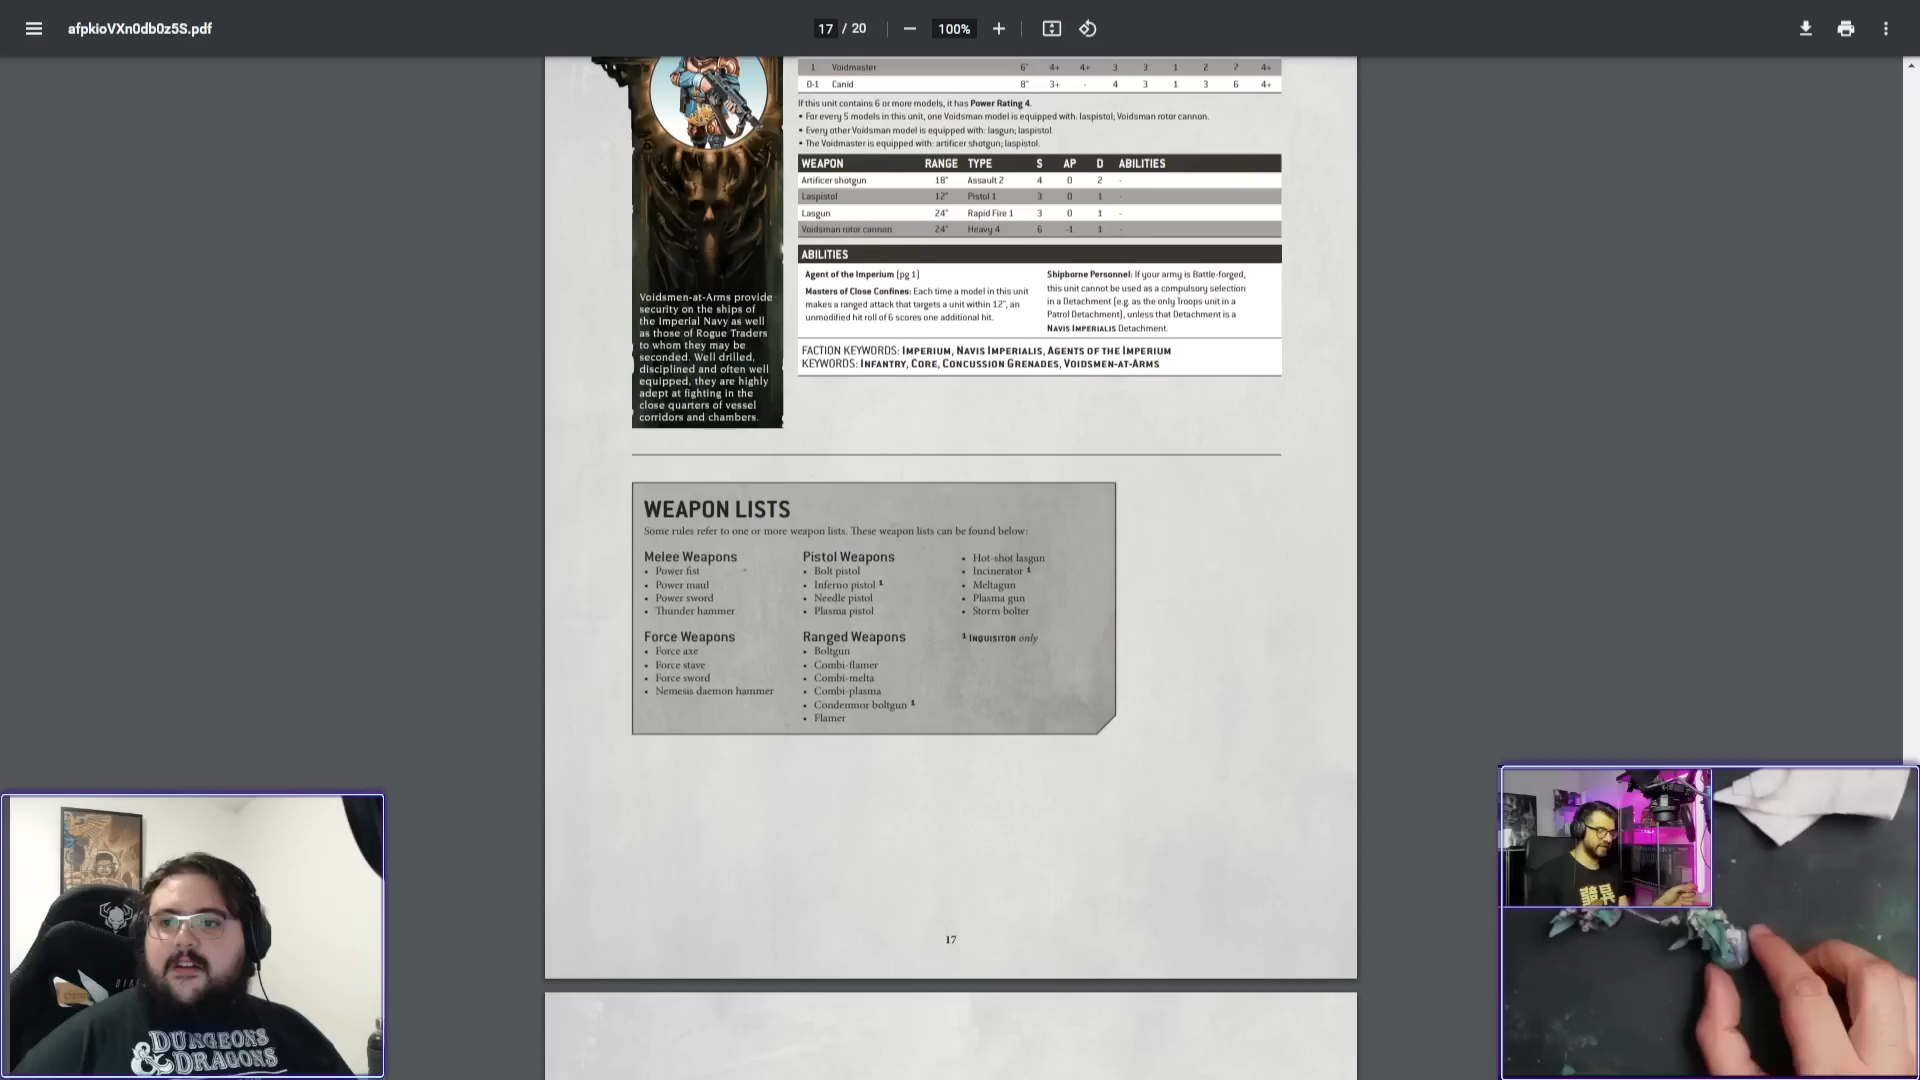 afpkioVXn0db0z5S.pdf
17 / 20
100%
1 Voidmaster 6" 4+ 4+ 3 3 1 2 7 4+
0-1 Canid 8" 3+ - 4 3 1 3 6 4+
If this unit contains 6 or more models, it has Power Rating 4.
• For every 5 models in this unit, one Voidsman model is equipped with: laspistol; Voidsman rotor cannon.
• Every other Voidsman model is equipped with: lasgun; laspistol.
• The Voidmaster is equipped with: artificer shotgun; laspistol.
WEAPON RANGE TYPE S AP D ABILITIES
Artificer shotgun 18" Assault 2 4 0 2 -
Laspistol 12" Pistol 1 3 0 1 -
Lasgun 24" Rapid Fire 1 3 0 1 -
Voidsman rotor cannon 24" Heavy 4 6 -1 1 -
ABILITIES
Agent of the Imperium (pg 1)
Masters of Close Confines: Each time a model in this unit
makes a ranged attack that targets a unit within 12", an
unmodified hit roll of 6 scores one additional hit.
Shipborne Personnel: If your army is Battle-forged,
this unit cannot be used as a compulsory selection
in a Detachment (e.g. as the only Troops unit in a
Patrol Detachment), unless that Detachment is a
NAVIS IMPERIALIS Detachment.
FACTION KEYWORDS: IMPERIUM, NAVIS IMPERIALIS, AGENTS OF THE IMPERIUM
KEYWORDS: INFANTRY, CORE, CONCUSSION GRENADES, VOIDSMEN-AT-ARMS
Voidsmen-at-Arms provide
security on the ships of
the Imperial Navy as well
as those of Rogue Traders
to whom they may be
seconded. Well drilled,
disciplined and often well
equipped, they are highly
adept at fighting in the
close quarters of vessel
corridors and chambers.
WEAPON LISTS
Some rules refer to one or more weapon lists. These weapon lists can be found below:
Melee Weapons
• Power fist
• Power maul
• Power sword
• Thunder hammer
Force Weapons
• Force axe
• Force stave
• Force sword
• Nemesis daemon hammer
Pistol Weapons
• Bolt pistol
• Inferno pistol ¹
• Needle pistol
• Plasma pistol
Ranged Weapons
• Boltgun
• Combi-flamer
• Combi-melta
• Combi-plasma
• Condemnor boltgun ¹
• Flamer
• Hot-shot lasgun
• Incinerator ¹
• Meltagun
• Plasma gun
• Storm bolter
¹ INQUISITOR only
17
DUNGEONS
& DRAGONS